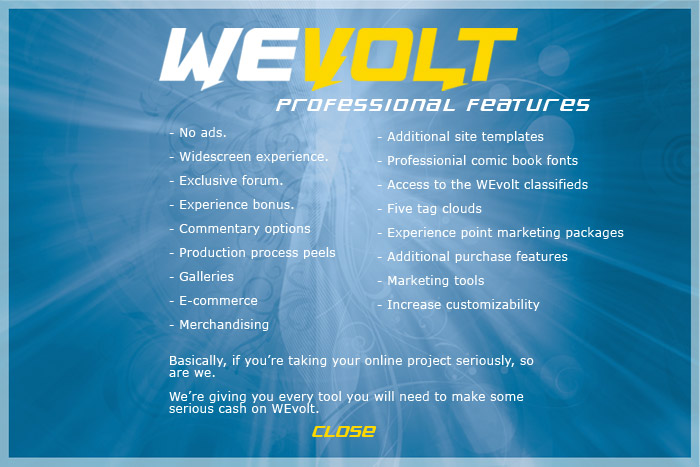 WEVOLT
PROFESSIONAL FEATURES
- No ads.
- Widescreen experience.
- Exclusive forum.
- Experience bonus.
- Commentary options
- Production process peels
- Galleries
- E-commerce
- Merchandising
- Additional site templates
- Professionial comic book fonts
- Access to the WEvolt classifieds
- Five tag clouds
- Experience point marketing packages
- Additional purchase features
- Marketing tools
- Increase customizability
Basically, if you're taking your online project seriously, so
are we.
We're giving you every tool you will need to make some
serious cash on WEvolt.
CLOSE